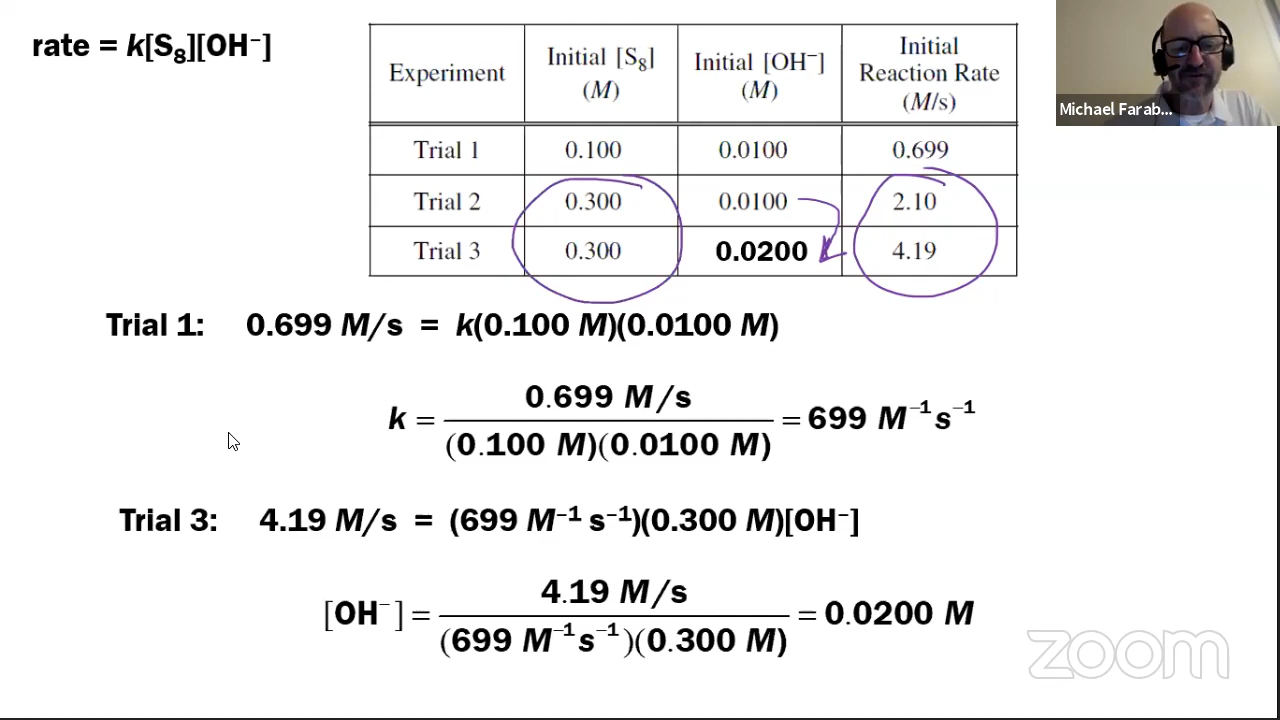 rate = k[S₈][OH⁻]
Experiment Initial [S₈] (M) Initial [OH⁻] (M) Initial Reaction Rate (M/s)
Trial 1 0.100 0.0100 0.699
Trial 2 0.300 0.0100 2.10
Trial 3 0.300 0.0200 4.19
Michael Farab...
Trial 1: 0.699 M/s = k(0.100 M)(0.0100 M)
k = 0.699 M/s / (0.100 M)(0.0100 M) = 699 M⁻¹ s⁻¹
Trial 3: 4.19 M/s = (699 M⁻¹ s⁻¹)(0.300 M)[OH⁻]
[OH⁻] = 4.19 M/s / (699 M⁻¹ s⁻¹)(0.300 M) = 0.0200 M
zoom